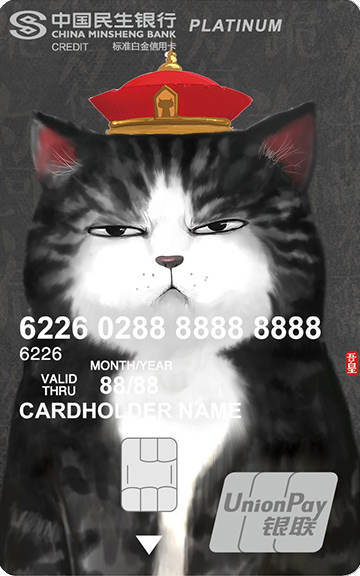 中国民生银行
CHINA MINSHENG BANK
PLATINUM
CREDIT 标准白金信用卡
6226 0288 8888 8888
6226
MONTH/YEAR
VALID THRU 88/88
CARDHOLDER NAME
吾皇
UnionPay
银联